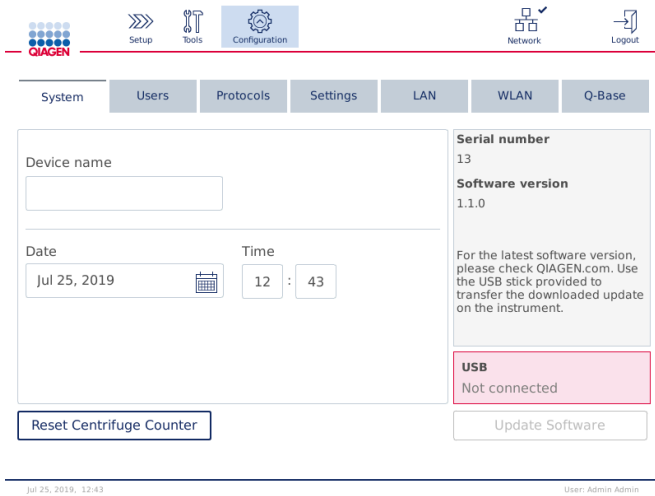 QIAGEN
Setup
Tools
Configuration
Network
Logout
System
Users
Protocols
Settings
LAN
WLAN
Q-Base
Device name
Date
Time
Jul 25, 2019
12 : 43
Serial number
13
Software version
1.1.0
For the latest software version,
please check QIAGEN.com. Use
the USB stick provided to
transfer the downloaded update
on the instrument.
USB
Not connected
Reset Centrifuge Counter
Update Software
Jul 25, 2019, 12:43
User: Admin Admin